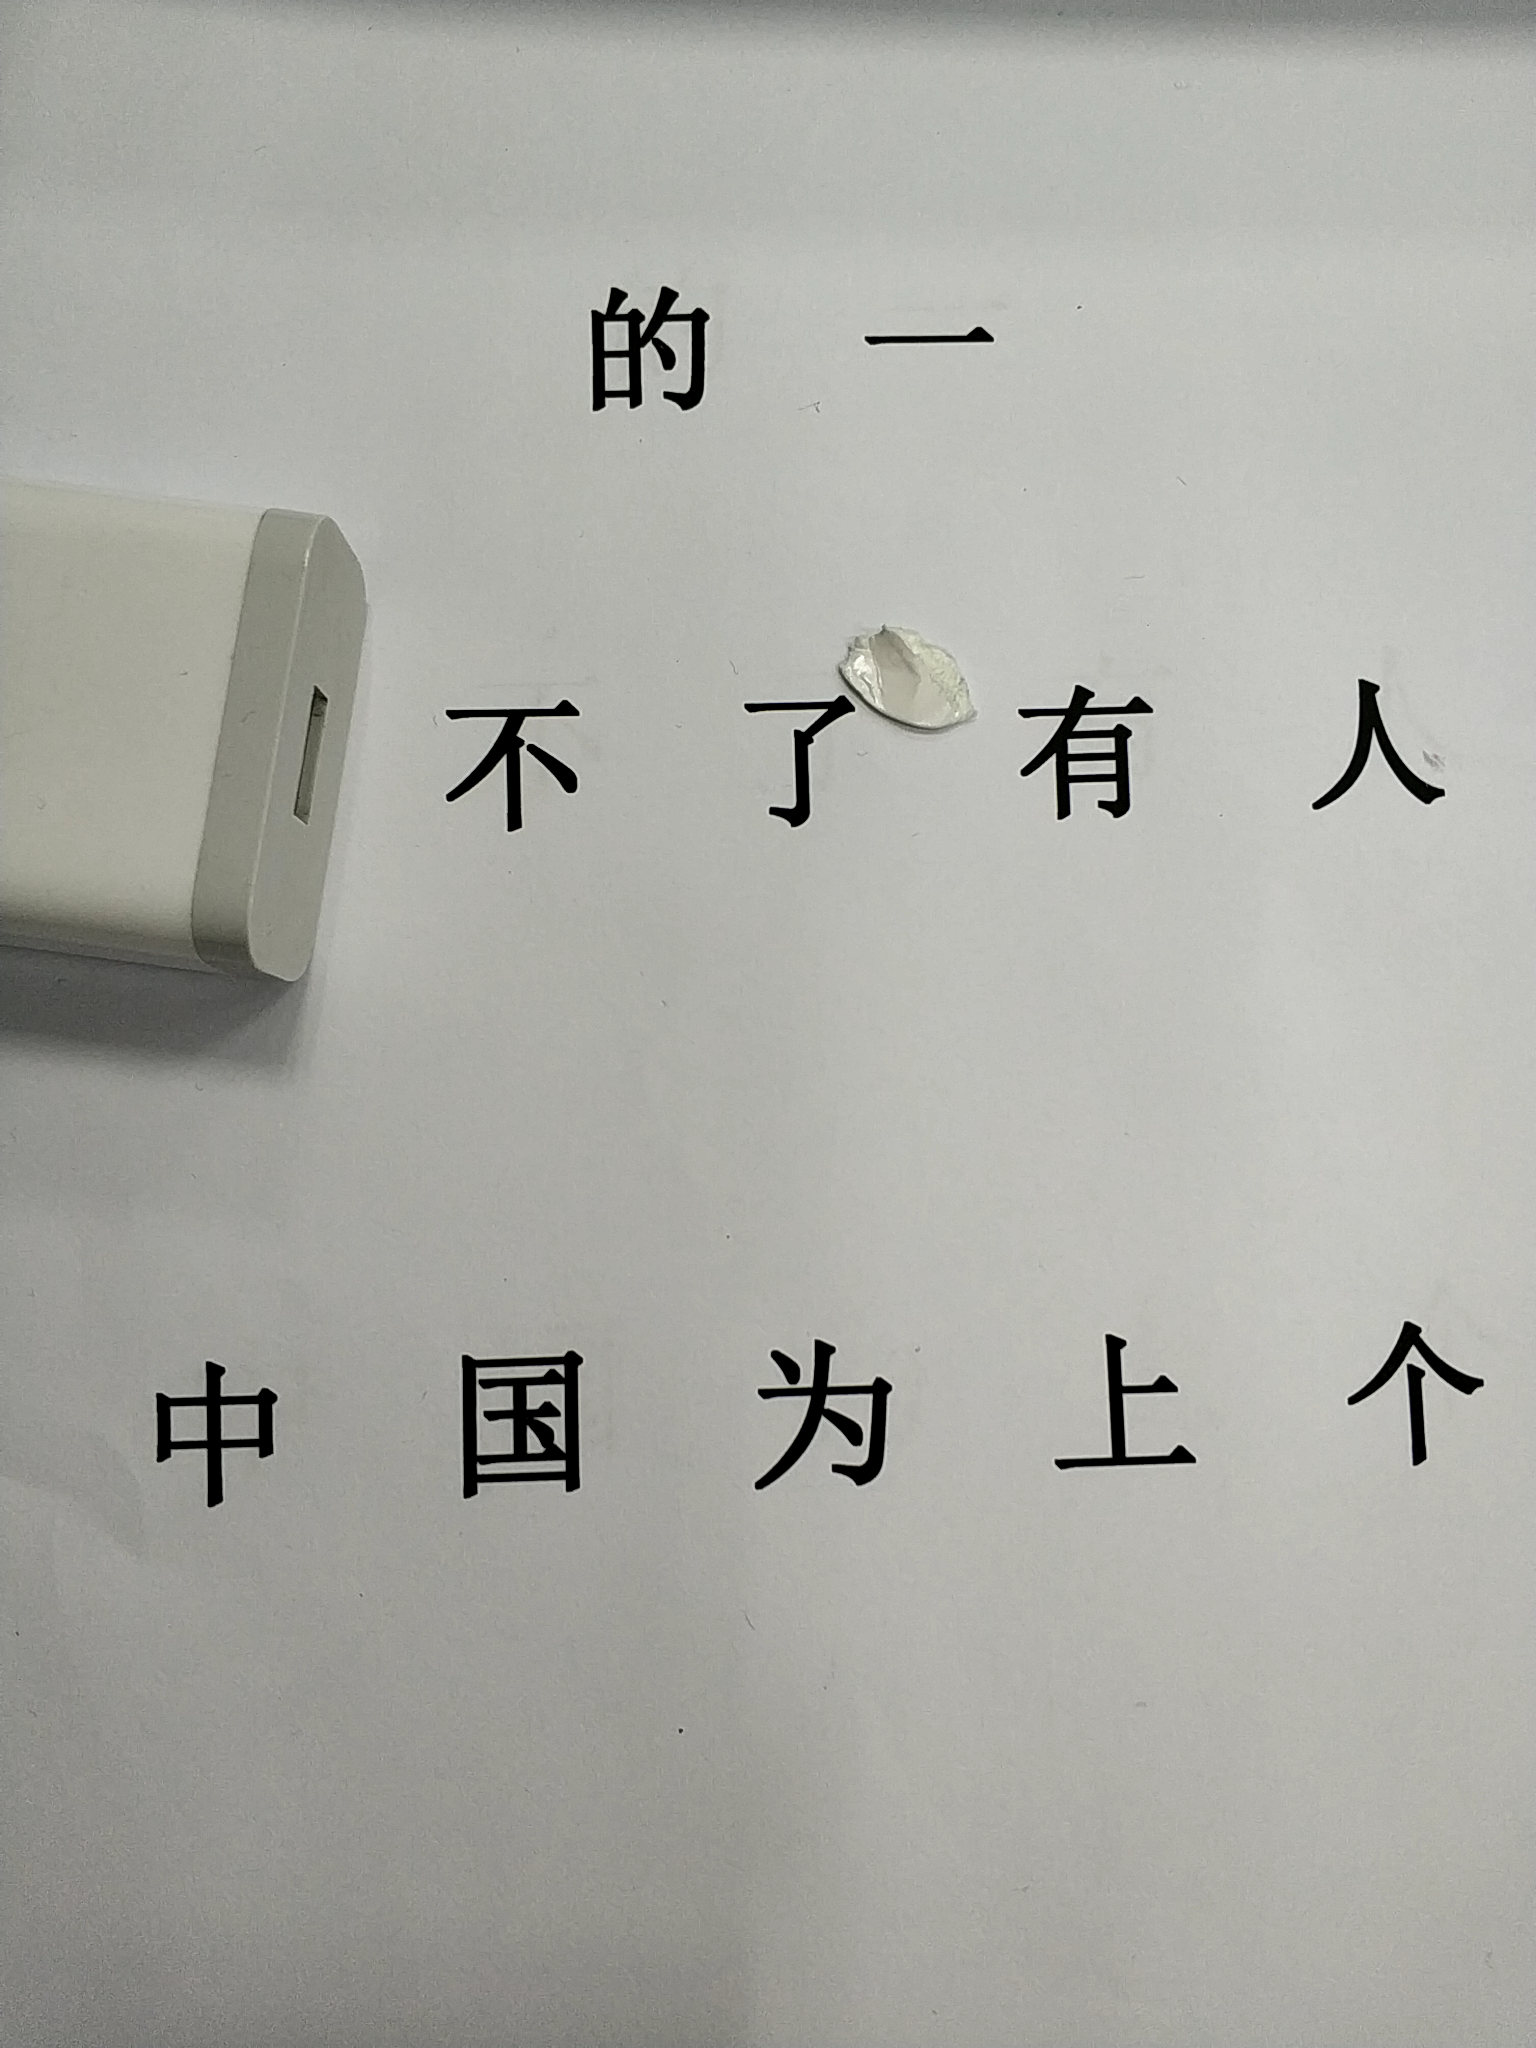 的 一
不 了 有 人
中 国 为 上 个